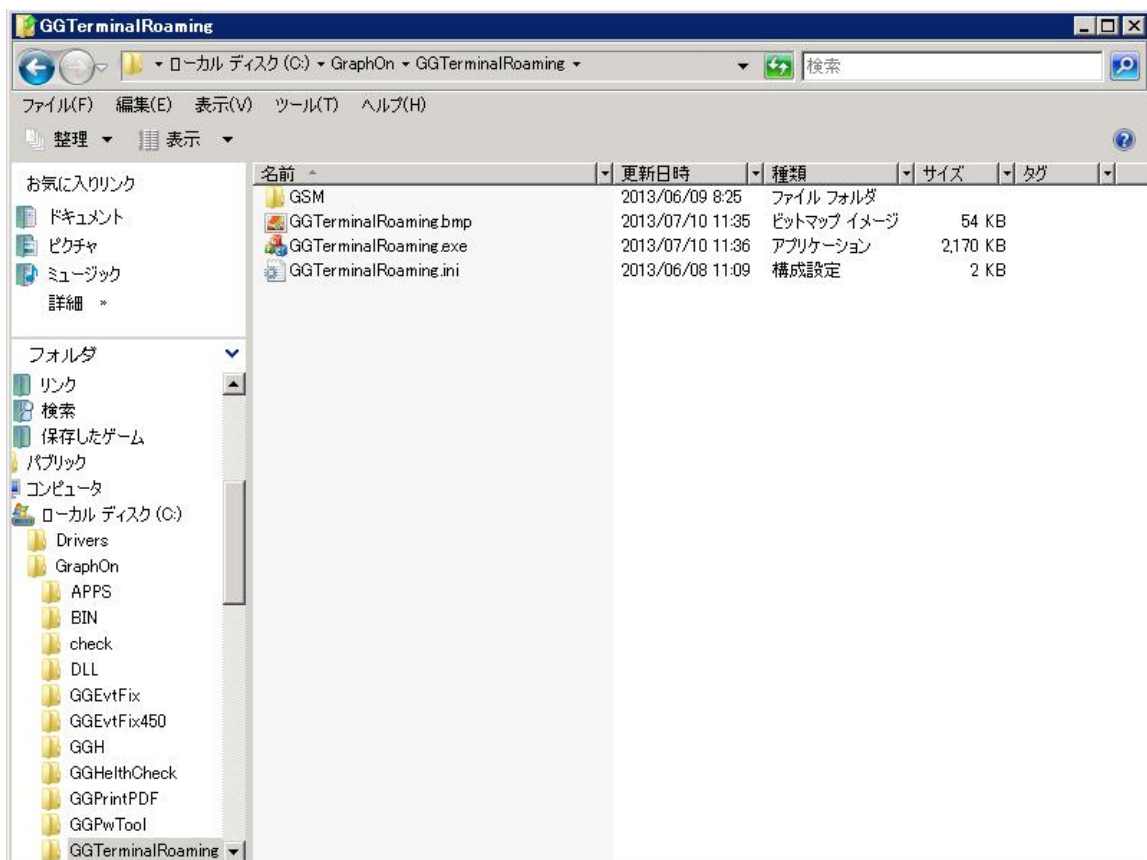 GGTerminalRoaming
ローカル ディスク (C:) GraphOn GGTerminalRoaming 検索
ファイル(F) 編集(E) 表示(V) ツール(T) ヘルプ(H)
整理 表示
お気に入りリンク
ドキュメント
ピクチャ
ミュージック
詳細 »
フォルダ
リンク
検索
保存したゲーム
パブリック
コンピュータ
ローカル ディスク (C:)
Drivers
GraphOn
APPS
BIN
check
DLL
GGEvtFix
GGEvtFix450
GGH
GGHelthCheck
GGPrintPDF
GGPwTool
GGTerminalRoaming
名前 更新日時 種類 サイズ タグ
GSM 2013/06/09 8:25 ファイル フォルダ
GGTerminalRoaming.bmp 2013/07/10 11:35 ビットマップ イメージ 54 KB
GGTerminalRoaming.exe 2013/07/10 11:36 アプリケーション 2,170 KB
GGTerminalRoaming.ini 2013/06/08 11:09 構成設定 2 KB